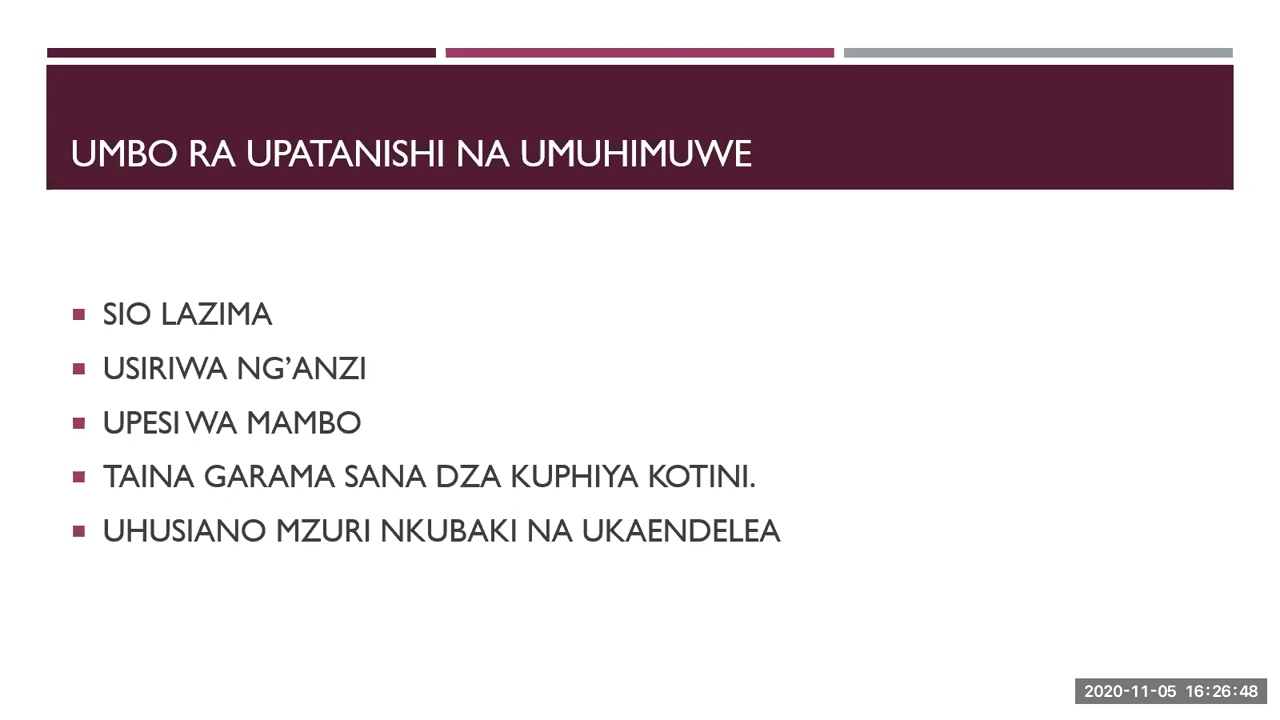 UMBO RA UPATANISHI NA UMUHIMUWE
SIO LAZIMA
USIRIWA NG’ANZI
UPESI WA MAMBO
TAINA GARAMA SANA DZA KUPHIYA KOTINI.
UHUSIANO MZURI NKUBAKI NA UKAENDELEA
2020-11-05 16:26:48